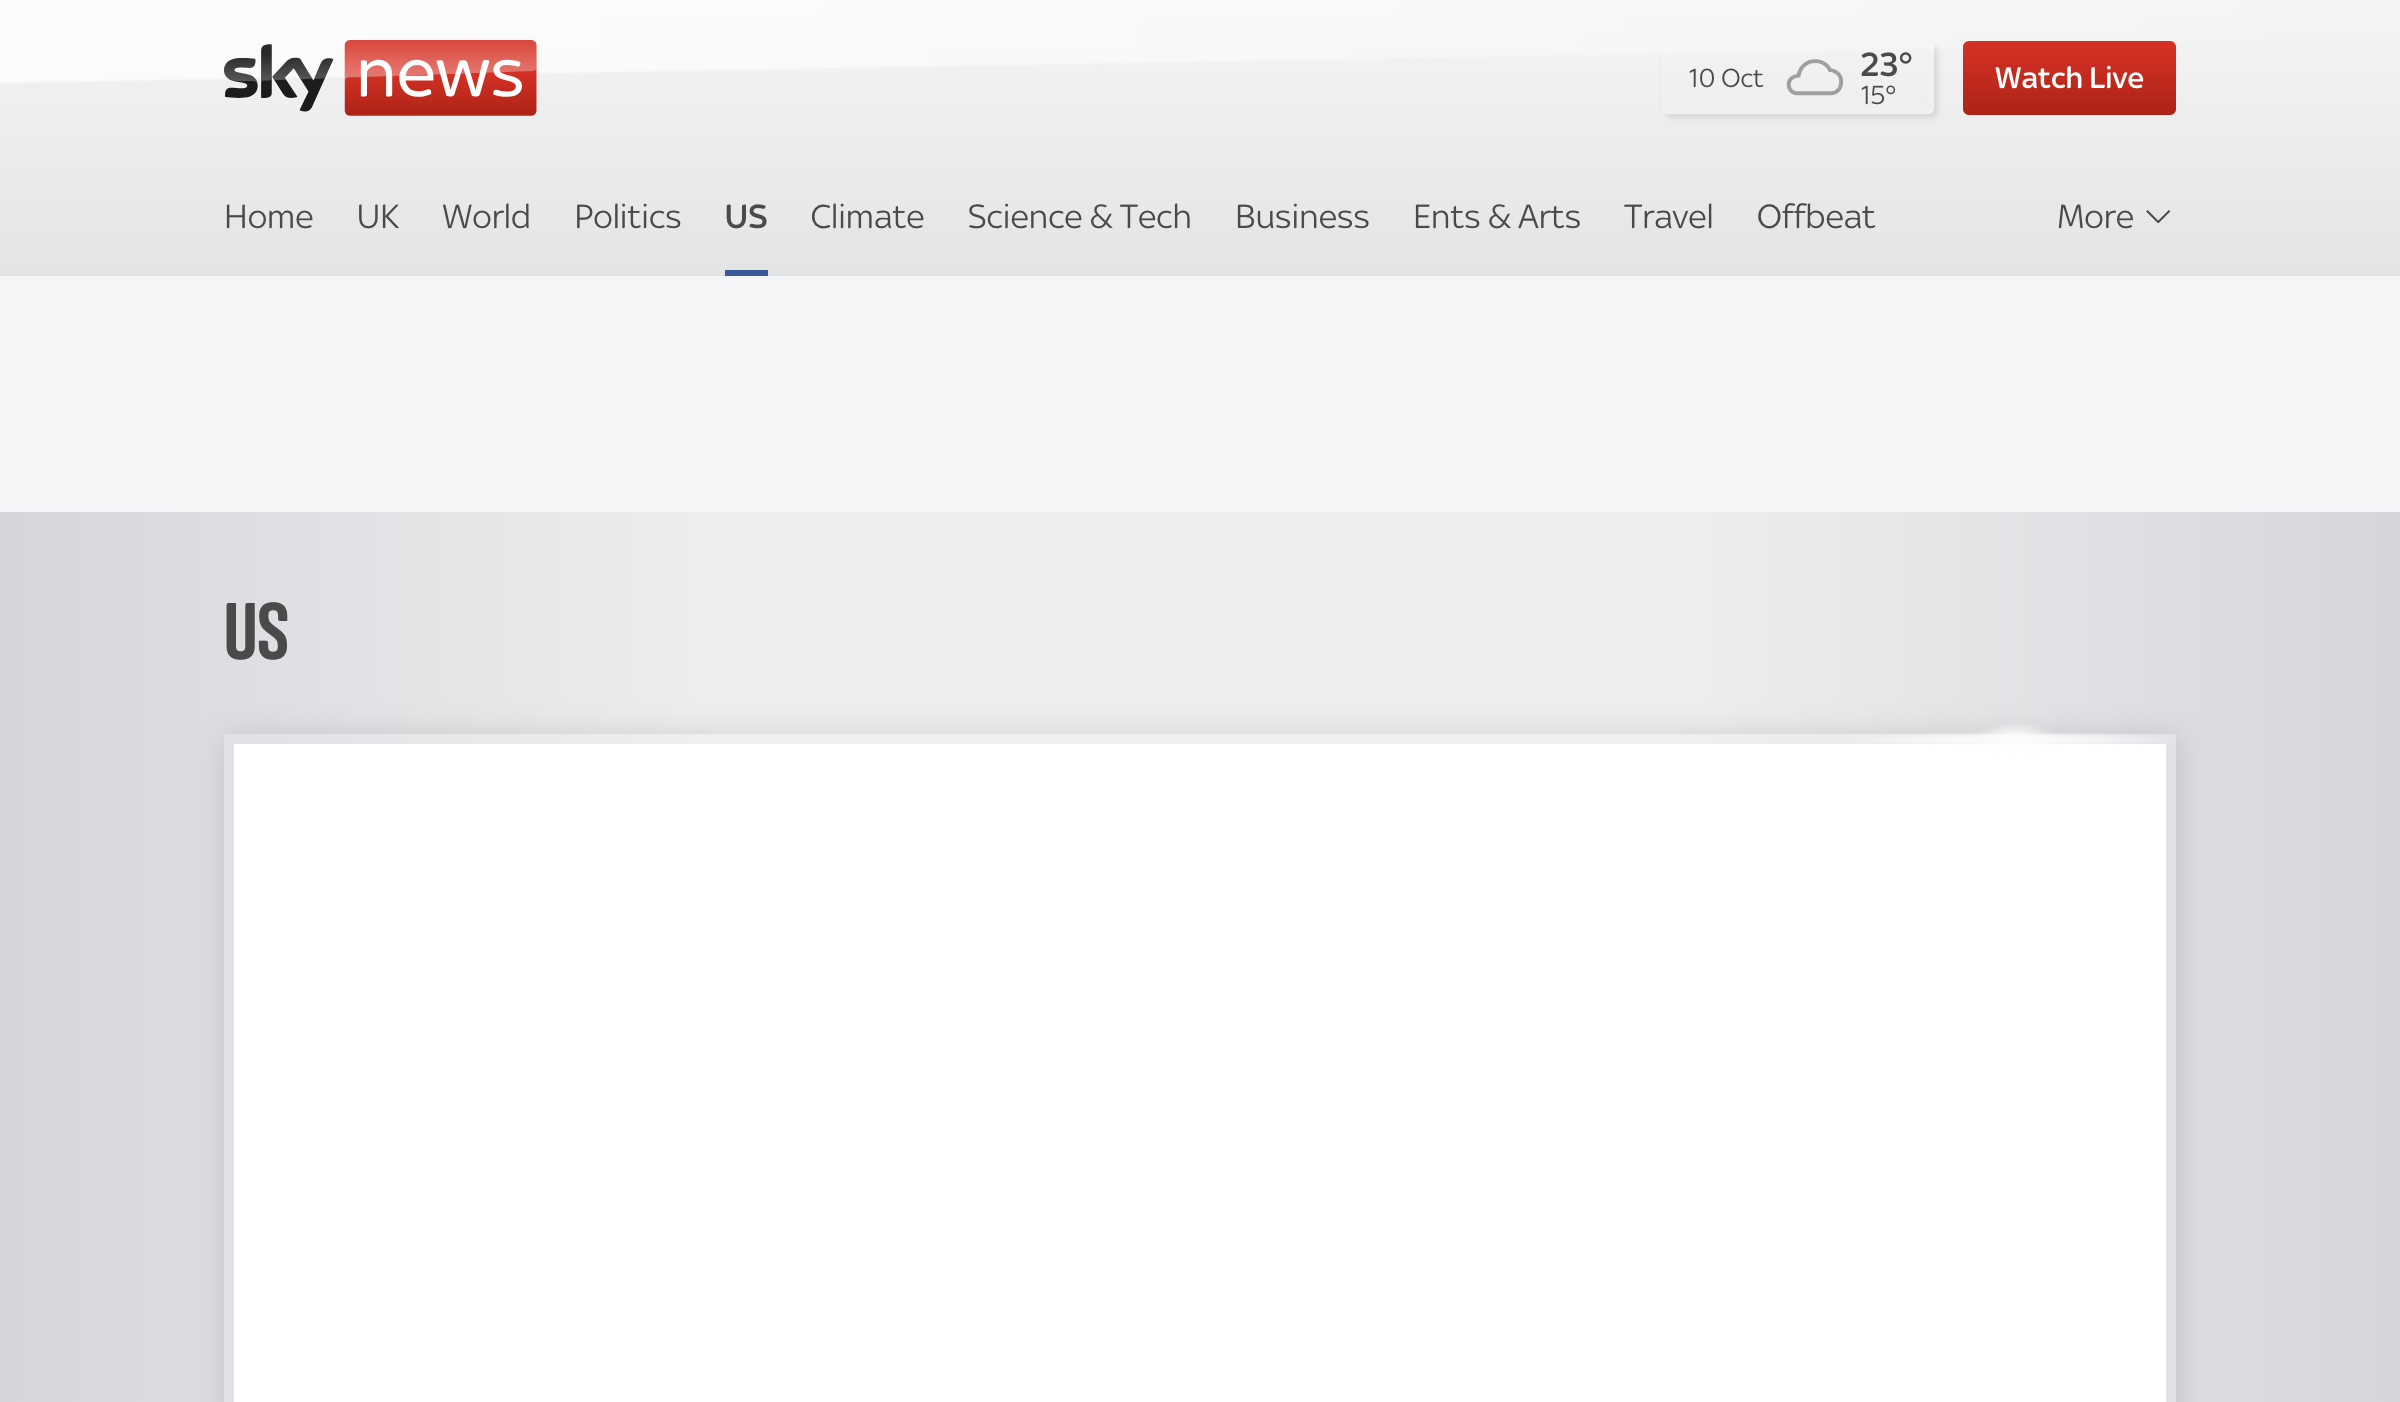 sky news
10 Oct
23°
15°
Watch Live
Home UK World Politics US Climate Science & Tech Business Ents & Arts Travel Offbeat More
US